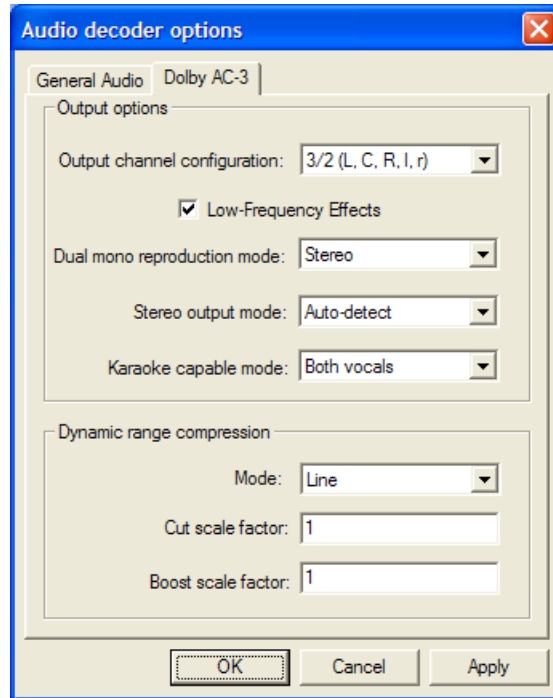 Audio decoder options
General Audio Dolby AC-3
Output options
Output channel configuration: 3/2 (L, C, R, l, r)
Low-Frequency Effects
Dual mono reproduction mode: Stereo
Stereo output mode: Auto-detect
Karaoke capable mode: Both vocals
Dynamic range compression
Mode: Line
Cut scale factor: 1
Boost scale factor: 1
OK Cancel Apply